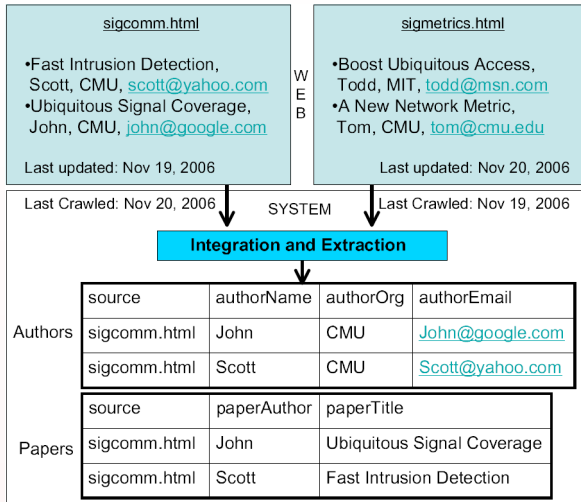 sigcomm.html
•Fast Intrusion Detection,
Scott, CMU, scott@yahoo.com
•Ubiquitous Signal Coverage,
John, CMU, john@google.com
Last updated: Nov 19, 2006
WEB
sigmetrics.html
•Boost Ubiquitous Access,
Todd, MIT, todd@msn.com
•A New Network Metric,
Tom, CMU, tom@cmu.edu
Last updated: Nov 20, 2006
Last Crawled: Nov 20, 2006
SYSTEM
Last Crawled: Nov 19, 2006
Integration and Extraction
Authors
source authorName authorOrg authorEmail
sigcomm.html John CMU John@google.com
sigcomm.html Scott CMU Scott@yahoo.com
Papers
source paperAuthor paperTitle
sigcomm.html John Ubiquitous Signal Coverage
sigcomm.html Scott Fast Intrusion Detection